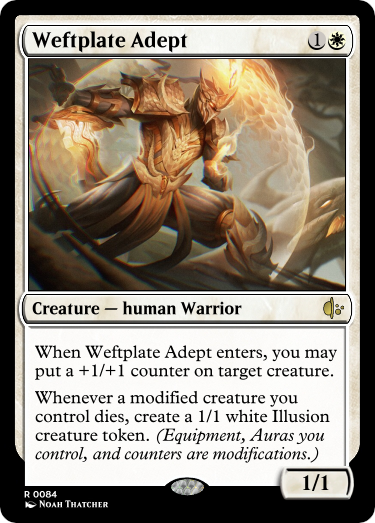 Weftplate Adept 1
Creature — human Warrior
When Weftplate Adept enters, you may
put a +1/+1 counter on target creature.
Whenever a modified creature you
control dies, create a 1/1 white Illusion
creature token. (Equipment, Auras you
control, and counters are modifications.)
1/1
R 0084
Noah Thatcher